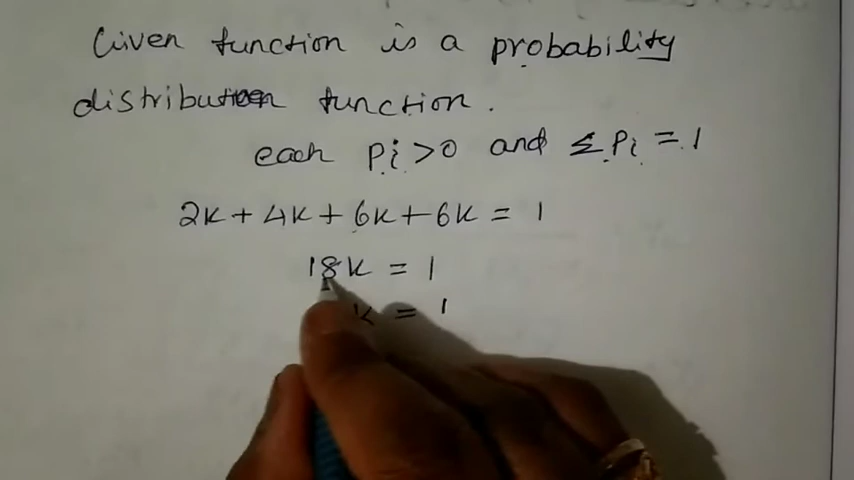 Given function is a probability
distribution function.
each Pi > 0 and ΣPi = 1
2K + 4K + 6K + 6K = 1
18K = 1
K = 1